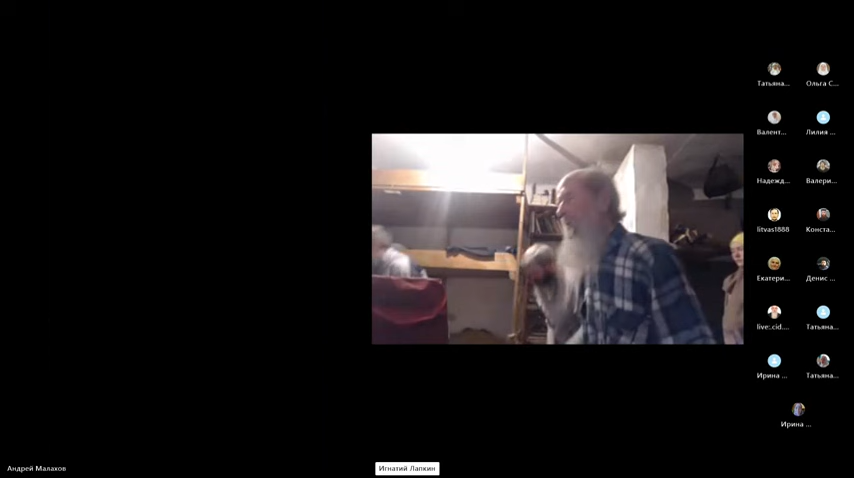 Татьяна... Ольга С...
Валент... Лилия ...
Надежд... Валери...
litvas1888 Конста...
Екатери... Денис ...
live:.cid.... Татьяна...
Ирина ... Татьяна...
Ирина ...
Андрей Малахов
Игнатий Лапкин